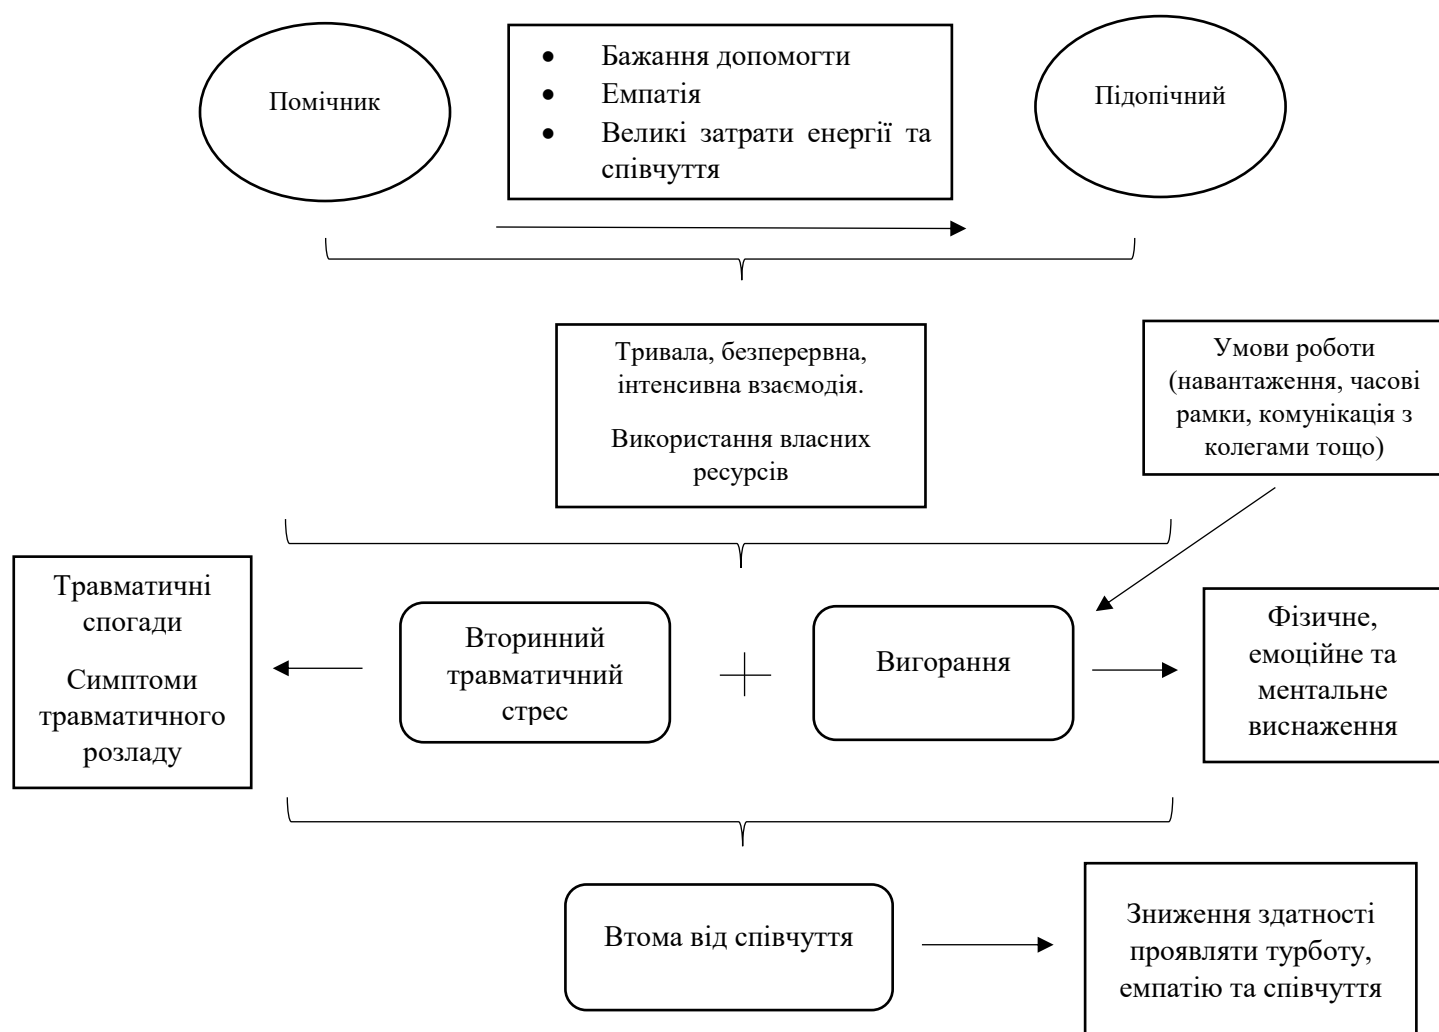 Помічник
Бажання допомогти
Емпатія
Великі затрати енергії та
співчуття
Підопічний
Тривала, безперервна,
інтенсивна взаємодія.
Використання власних
ресурсів
Умови роботи
(навантаження, часові
рамки, комунікація з
колегами тощо)
Травматичні
спогади
Симптоми
травматичного
розладу
Вторинний
травматичний
стрес
Вигорання
Фізичне,
емоційне та
ментальне
виснаження
Втома від співчуття
Зниження здатності
проявляти турботу,
емпатію та співчуття